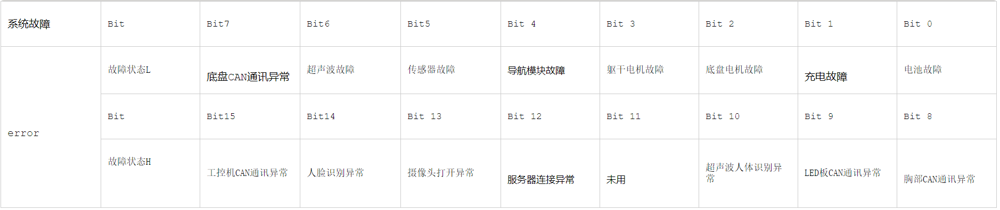 系统故障 Bit Bit7 Bit6 Bit5 Bit 4 Bit 3 Bit 2 Bit 1 Bit 0
故障状态L 底盘CAN通讯异常 超声波故障 传感器故障 导航模块故障 躯干电机故障 底盘电机故障 充电故障 电池故障
error
Bit Bit15 Bit14 Bit 13 Bit 12 Bit 11 Bit 10 Bit 9 Bit 8
故障状态H 工控机CAN通讯异常 人脸识别异常 摄像头打开异常 服务器连接异常 未用 超声波人体识别异
常 LED板CAN通讯异常 胸部CAN通讯异常